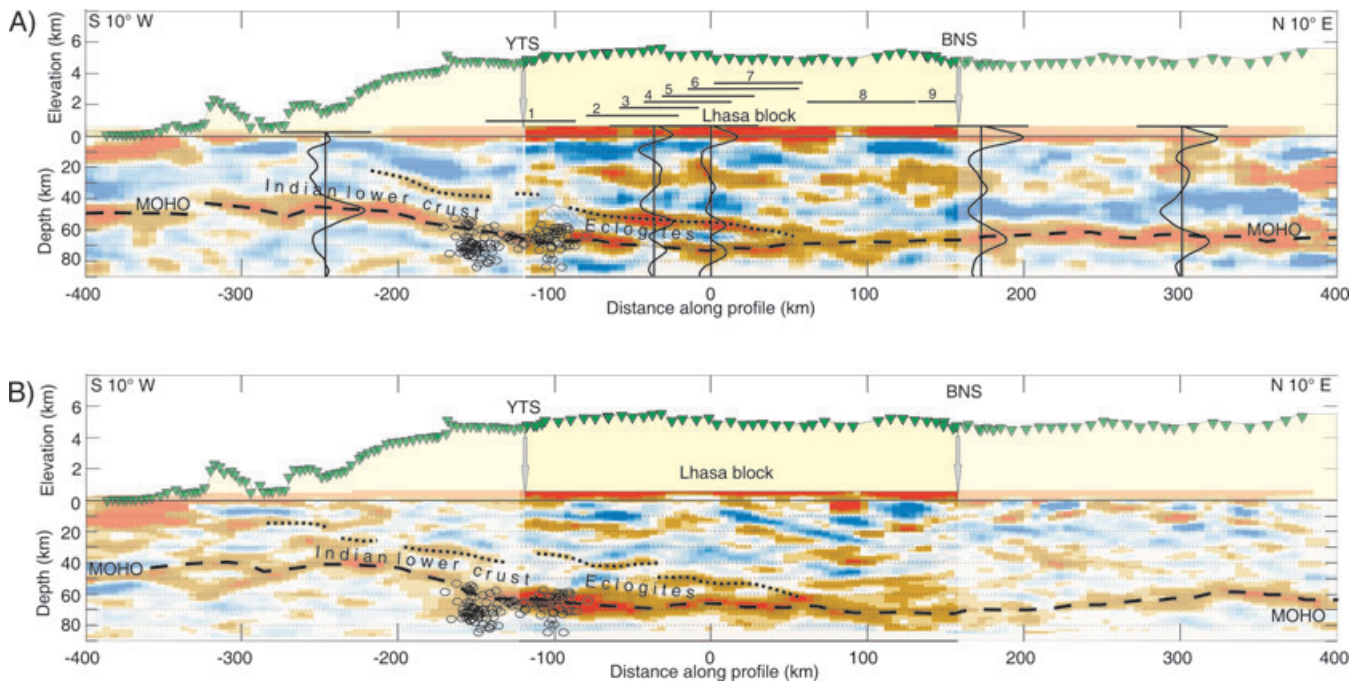 A)
S 10° W
N 10° E
YTS
BNS
Elevation (km)
6
4
2
0
7
6
5
4
3
2
1
8
9
Lhasa block
Depth (km)
20
40
60
80
Indian lower crust
MOHO
Eclogites
MOHO
-400 -300 -200 -100 0 100 200 300 400
Distance along profile (km)
B)
S 10° W
N 10° E
YTS
BNS
Elevation (km)
6
4
2
0
Lhasa block
Depth (km)
0
20
40
60
80
Indian lower crust
MOHO
Eclogites
MOHO
-400 -300 -200 -100 0 100 200 300 400
Distance along profile (km)